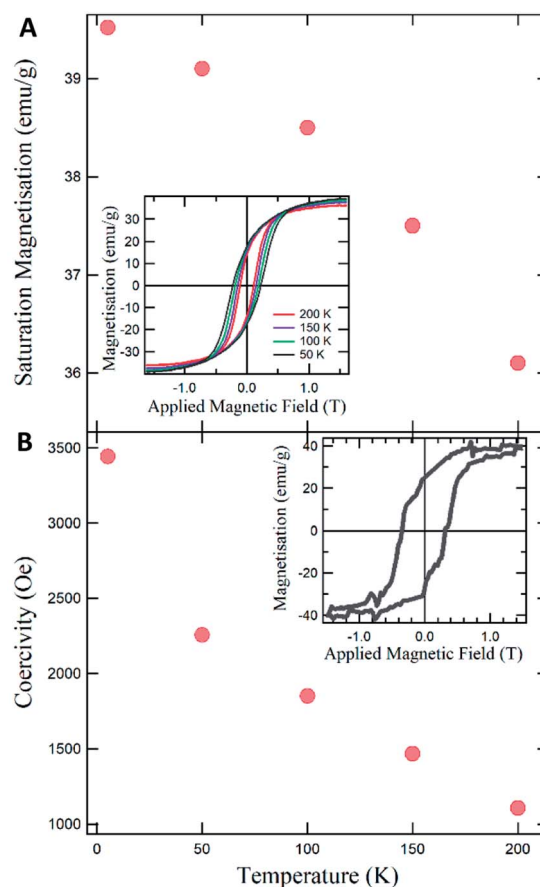 A
Saturation Magnetisation (emu/g)
39
38
37
36
Magnetisation (emu/g)
30
20
10
0
-10
-20
-30
200 K
150 K
100 K
50 K
-1.0 0.0 1.0
Applied Magnetic Field (T)
B
Coercivity (Oe)
3500
3000
2500
2000
1500
1000
Magnetisation (emu/g)
40
20
0
-20
-40
-1.0 0.0 1.0
Applied Magnetic Field (T)
0 50 100 150 200
Temperature (K)